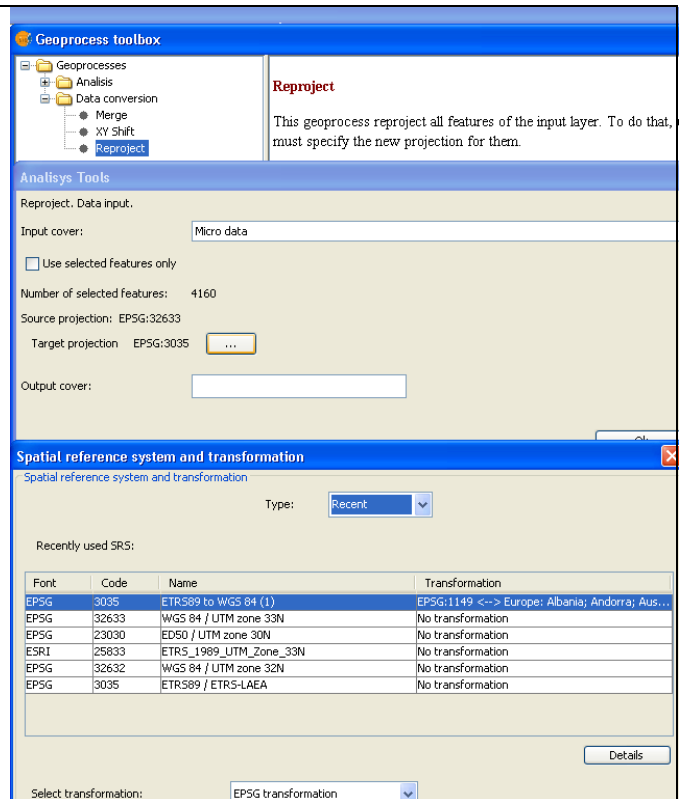 Geoprocess toolbox
Geoprocesses
Analisis
Data conversion
Merge
XY Shift
Reproject
Reproject
This geoprocess reproject all features of the input layer. To do that,
must specify the new projection for them.
Analisys Tools
Reproject. Data input.
Input cover: Micro data
Use selected features only
Number of selected features: 4160
Source projection: EPSG:32633
Target projection EPSG:3035 ...
Output cover:
Spatial reference system and transformation
Spatial reference system and transformation
Type: Recent
Recently used SRS:
Font Code Name Transformation
EPSG 3035 ETRS89 to WGS 84 (1) EPSG:1149 <--> Europe: Albania; Andorra; Aus...
EPSG 32633 WGS 84 / UTM zone 33N No transformation
EPSG 23030 ED50 / UTM zone 30N No transformation
ESRI 25833 ETRS_1989_UTM_Zone_33N No transformation
EPSG 32632 WGS 84 / UTM zone 32N No transformation
EPSG 3035 ETRS89 / ETRS-LAEA No transformation
Details
Select transformation: EPSG transformation